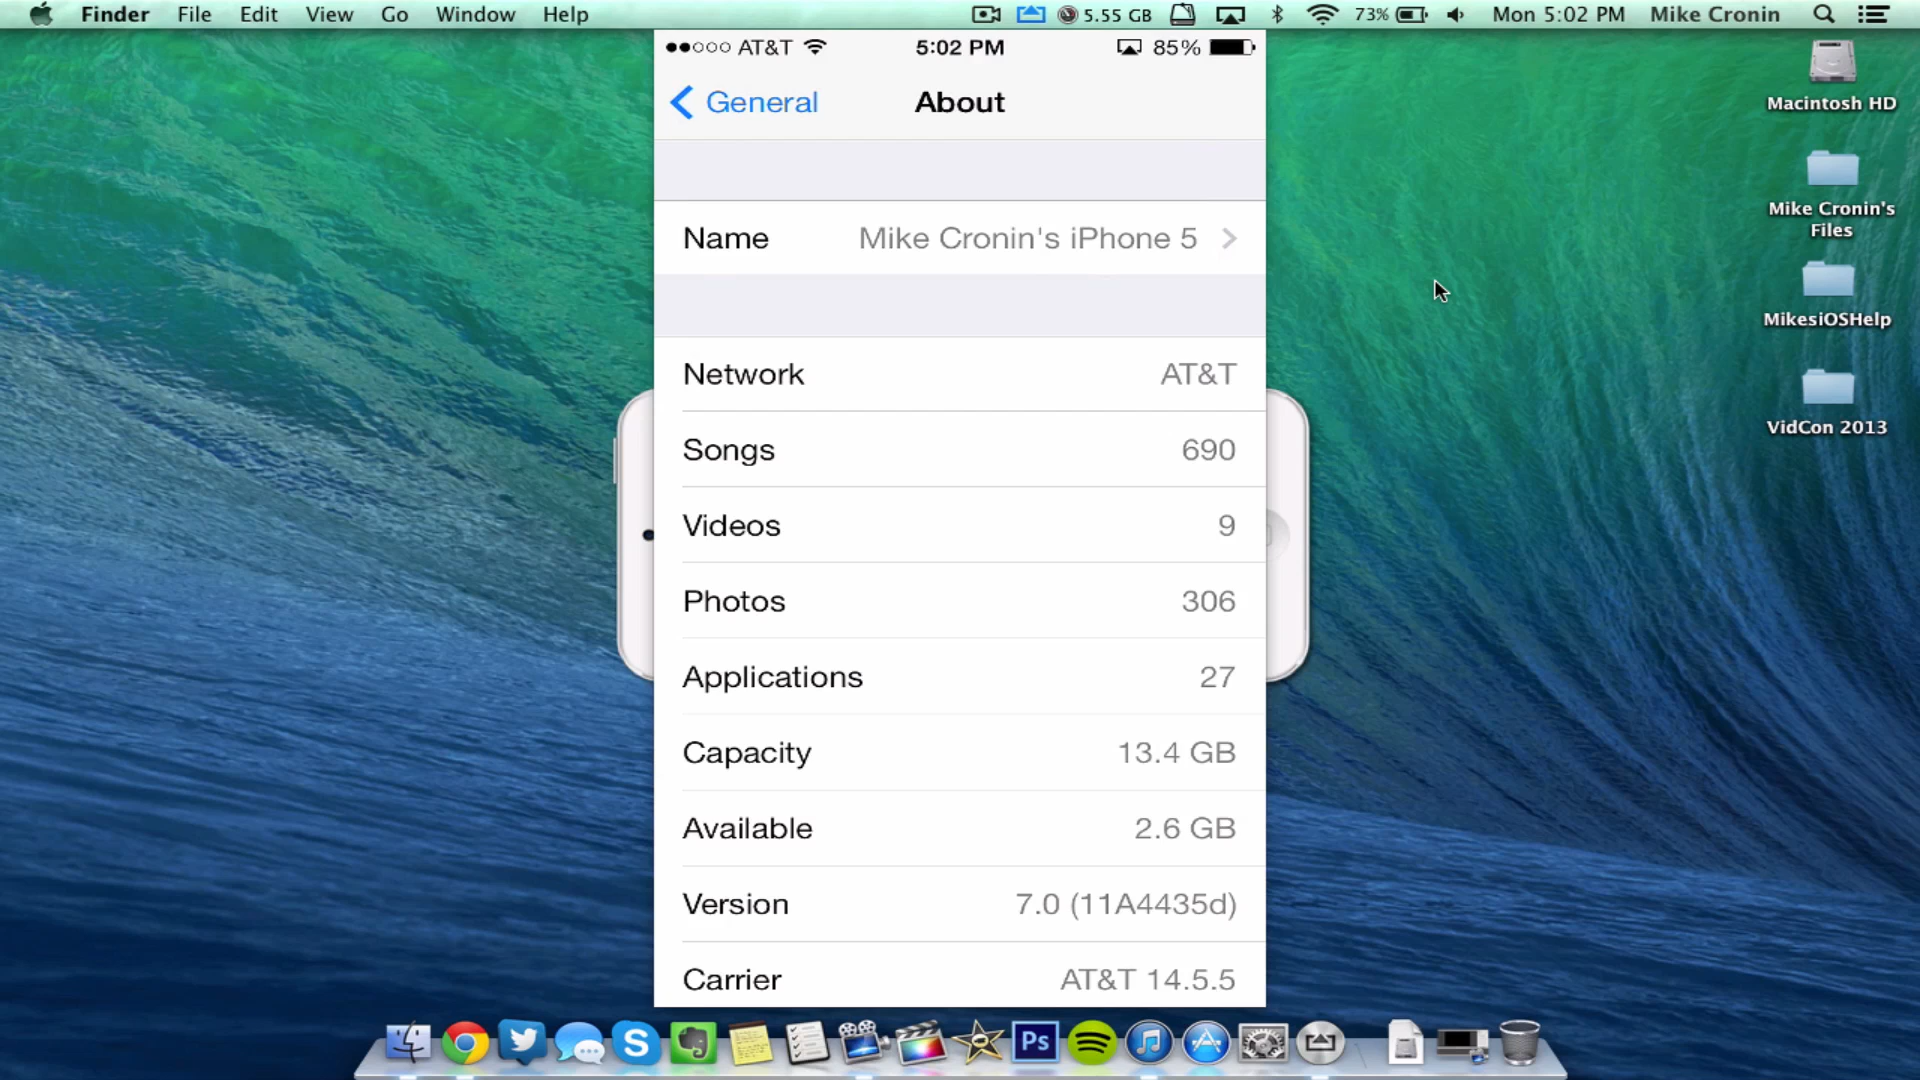 Finder File Edit View Go Window Help 5.55 GB 73% Mon 5:02 PM Mike Cronin
AT&T 5:02 PM 85%
General About
Name Mike Cronin's iPhone 5
Network AT&T
Songs 690
Videos 9
Photos 306
Applications 27
Capacity 13.4 GB
Available 2.6 GB
Version 7.0 (11A4435d)
Carrier AT&T 14.5.5
Macintosh HD
Mike Cronin's
Files
MikesiOSHelp
VidCon 2013
Ps